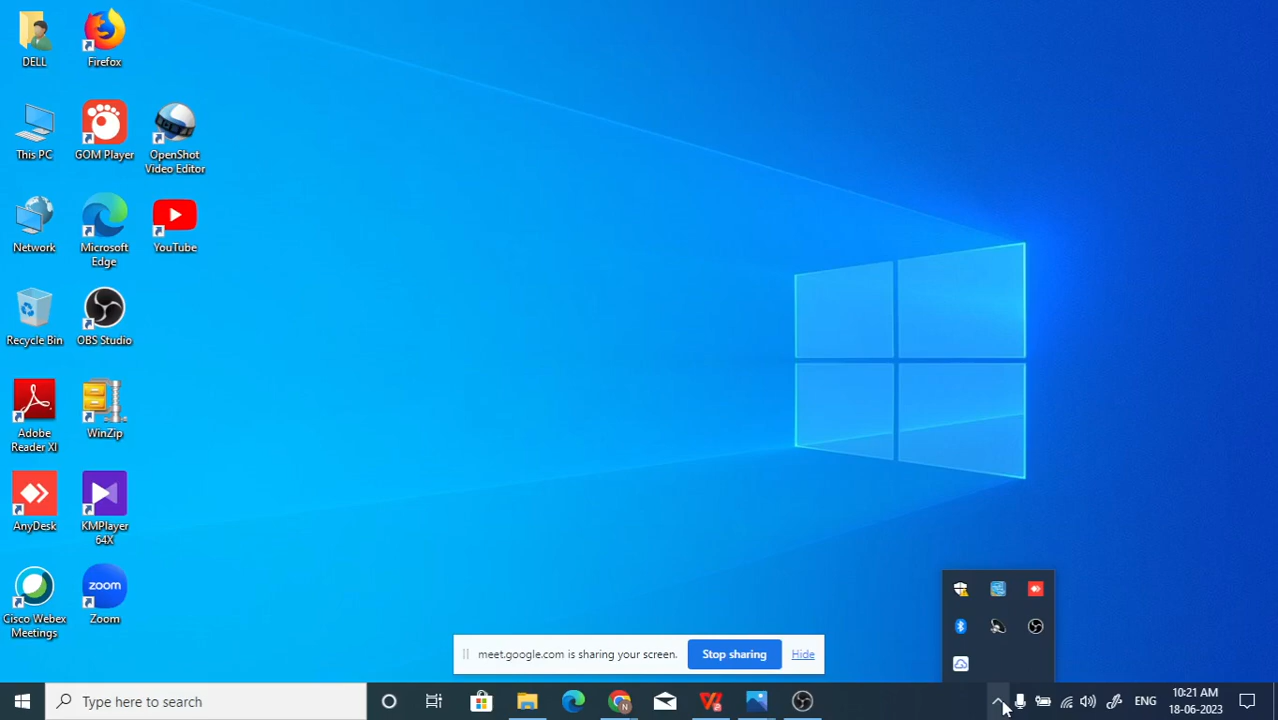 DELL
Firefox
This PC
GOM Player
OpenShot
Video Editor
Network
Microsoft
Edge
YouTube
Recycle Bin
OBS Studio
Adobe
Reader XI
WinZip
AnyDesk
KMPlayer
64X
Cisco Webex
Meetings
zoom
Zoom
meet.google.com is sharing your screen.
Stop sharing
Hide
Type here to search
N
ENG
10:21 AM
18-06-2023